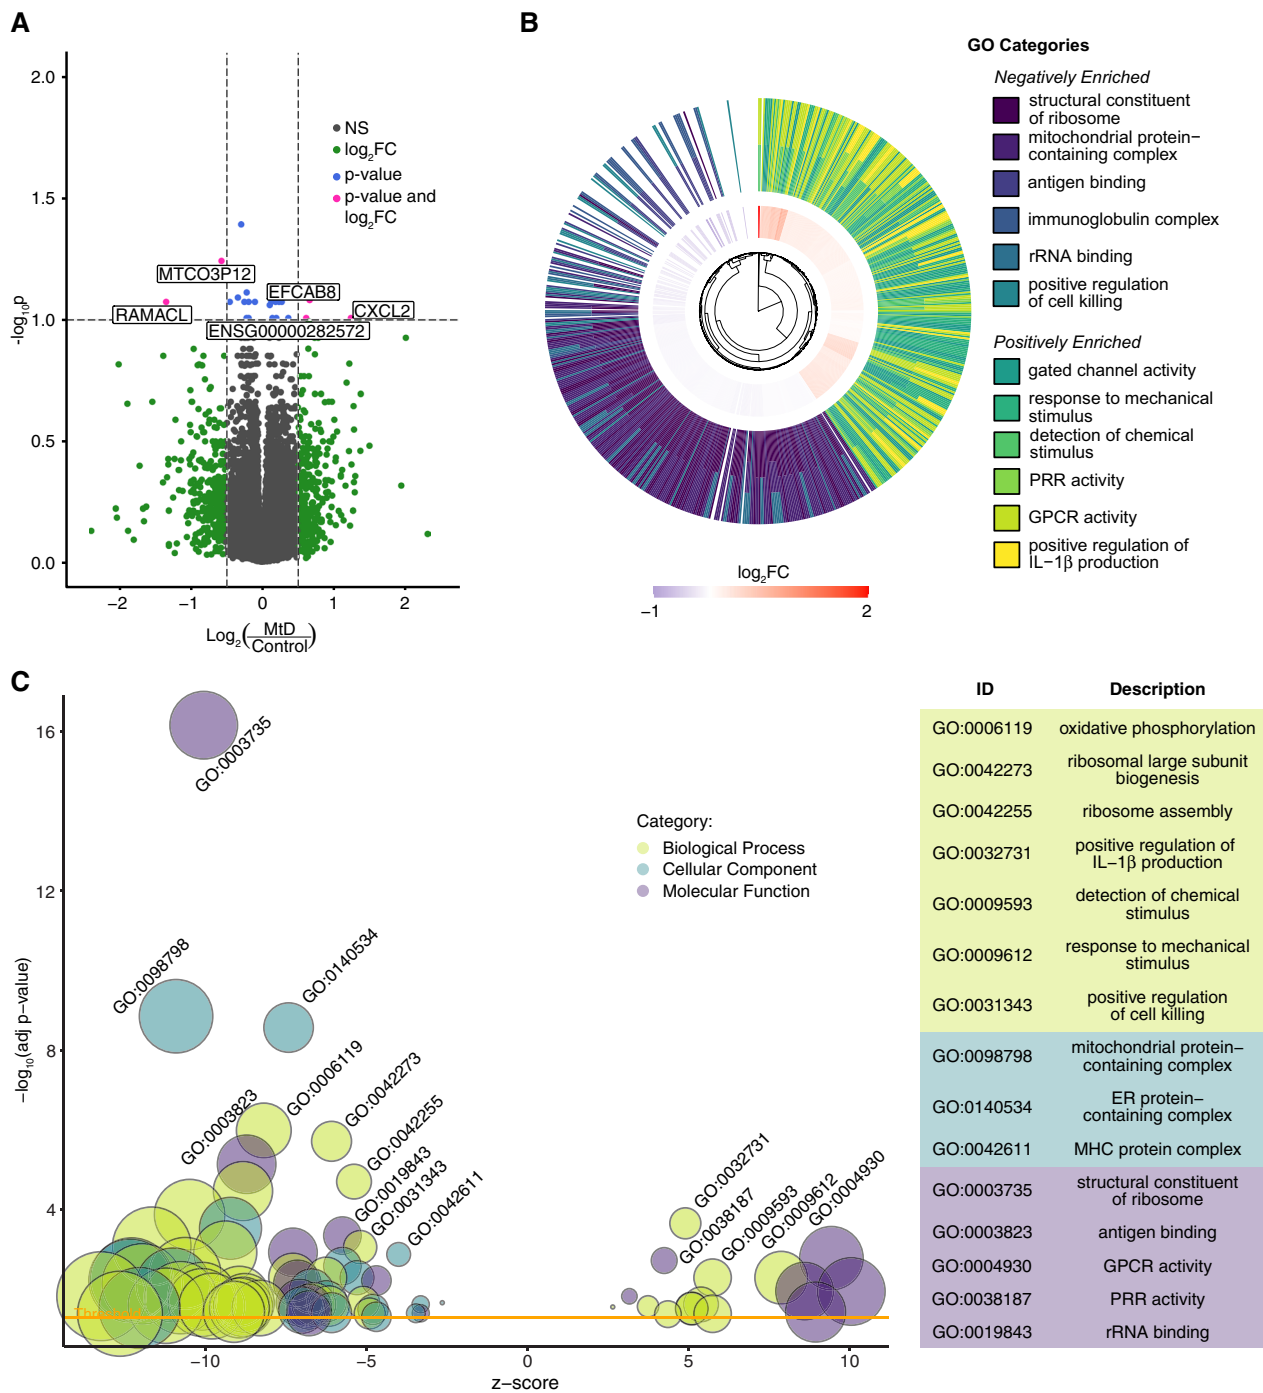 A
2.0
1.5
1.0
0.5
0.0
-log10p
NS
log2FC
p-value
p-value and
log2FC
MTCO3P12
EFCAB8
RAMACL
CXCL2
ENSG00000282572
−2
−1
0
1
2
Log2(MtD
Control)
B
GO Categories
Negatively Enriched
structural constituent
of ribosome
mitochondrial protein−
containing complex
antigen binding
immunoglobulin complex
rRNA binding
positive regulation
of cell killing
Positively Enriched
gated channel activity
response to mechanical
stimulus
detection of chemical
stimulus
PRR activity
GPCR activity
positive regulation of
IL−1β production
log2FC
−1
2
C
16
12
8
4
−log10(adj p−value)
GO:0003735
GO:0098798
GO:0140534
GO:0006119
GO:0003823
GO:0042273
GO:0042255
GO:0019843
GO:0031343
GO:0042611
GO:0032731
GO:0038187
GO:0009593
GO:0009612
GO:0004930
Category:
Biological Process
Cellular Component
Molecular Function
Threshold
−10
−5
0
5
10
z−score
ID Description
GO:0006119 oxidative phosphorylation
GO:0042273 ribosomal large subunit
biogenesis
GO:0042255 ribosome assembly
GO:0032731 positive regulation of
IL−1β production
GO:0009593 detection of chemical
stimulus
GO:0009612 response to mechanical
stimulus
GO:0031343 positive regulation
of cell killing
GO:0098798 mitochondrial protein−
containing complex
GO:0140534 ER protein−
containing complex
GO:0042611 MHC protein complex
GO:0003735 structural constituent
of ribosome
GO:0003823 antigen binding
GO:0004930 GPCR activity
GO:0038187 PRR activity
GO:0019843 rRNA binding